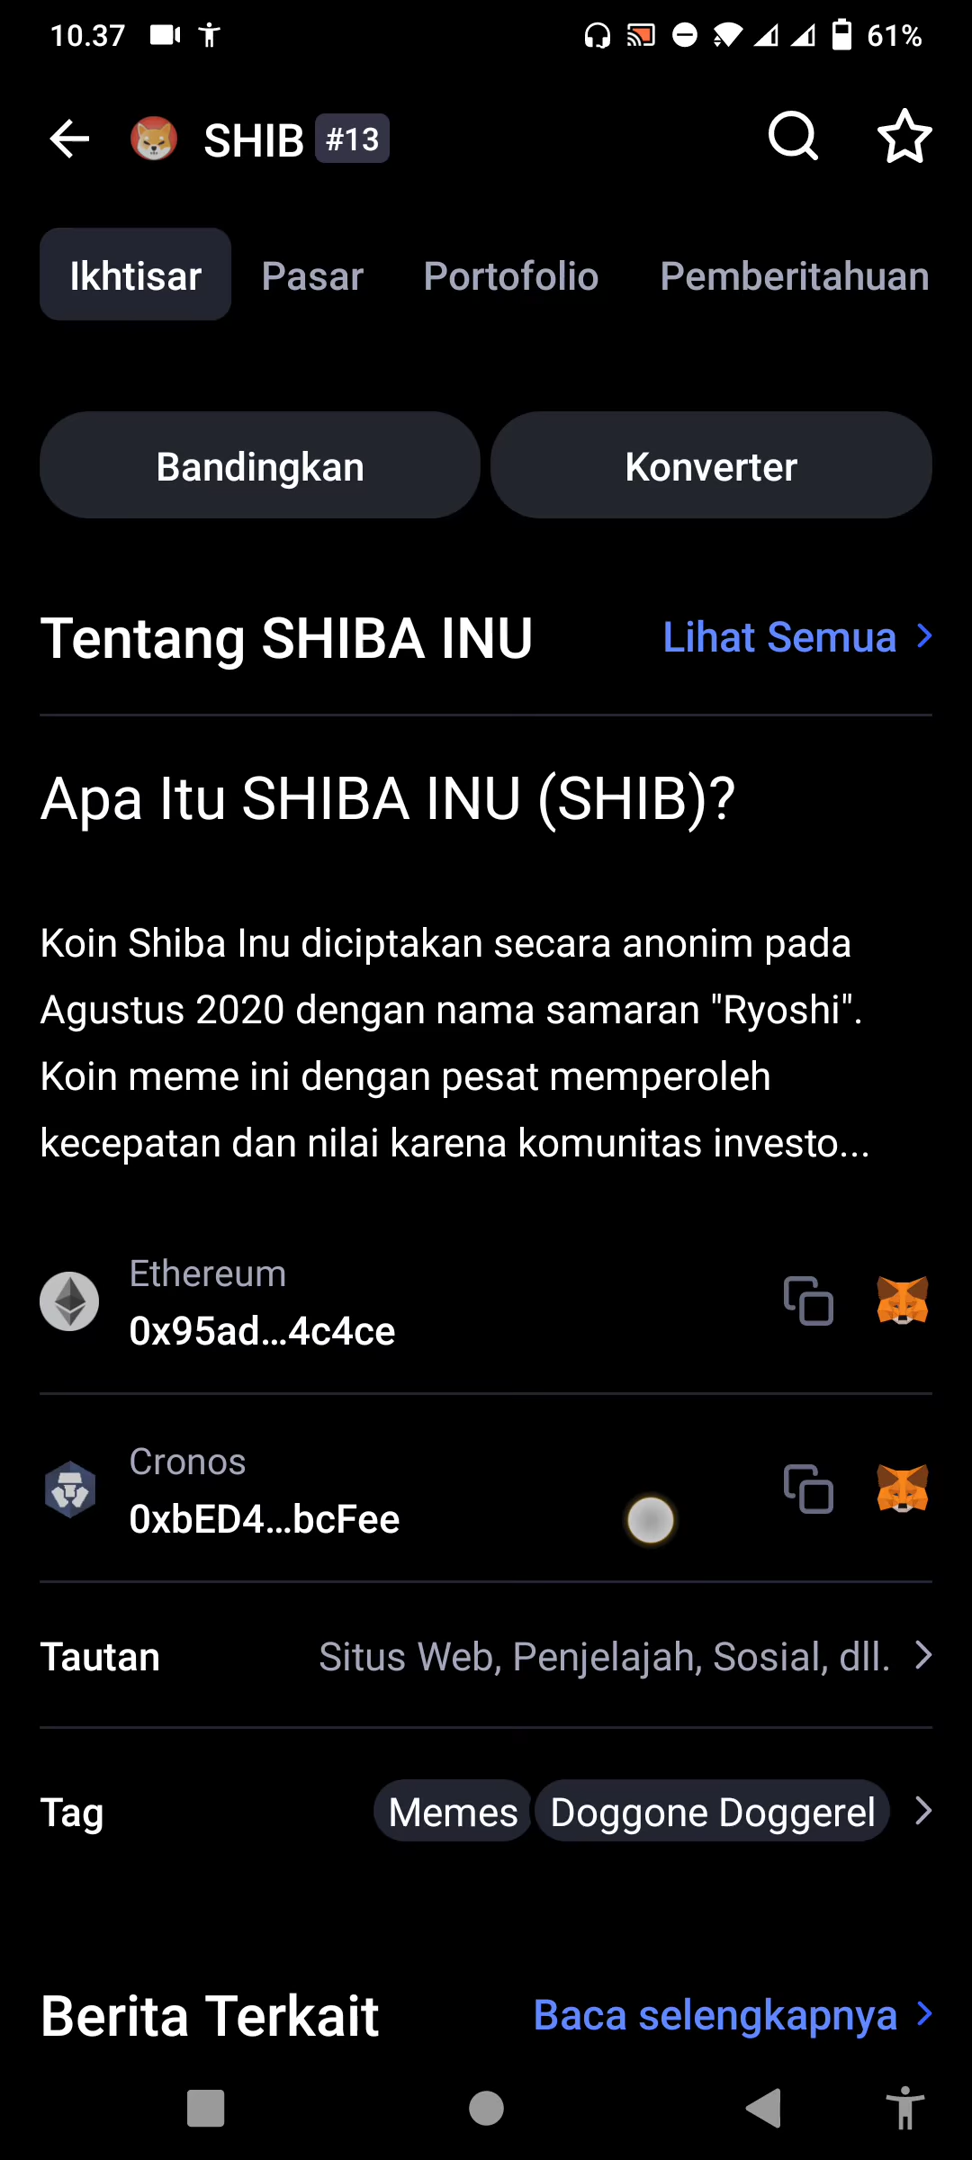 10.37
61%
SHIB #13
Ikhtisar Pasar Portofolio Pemberitahuan
Bandingkan Konverter
Tentang SHIBA INU Lihat Semua
Apa Itu SHIBA INU (SHIB)?
Koin Shiba Inu diciptakan secara anonim pada
Agustus 2020 dengan nama samaran "Ryoshi".
Koin meme ini dengan pesat memperoleh
kecepatan dan nilai karena komunitas investo...
Ethereum
0x95ad...4c4ce
Cronos
0xbED4...bcFee
Tautan Situs Web, Penjelajah, Sosial, dll.
Tag Memes Doggone Doggerel
Berita Terkait Baca selengkapnya